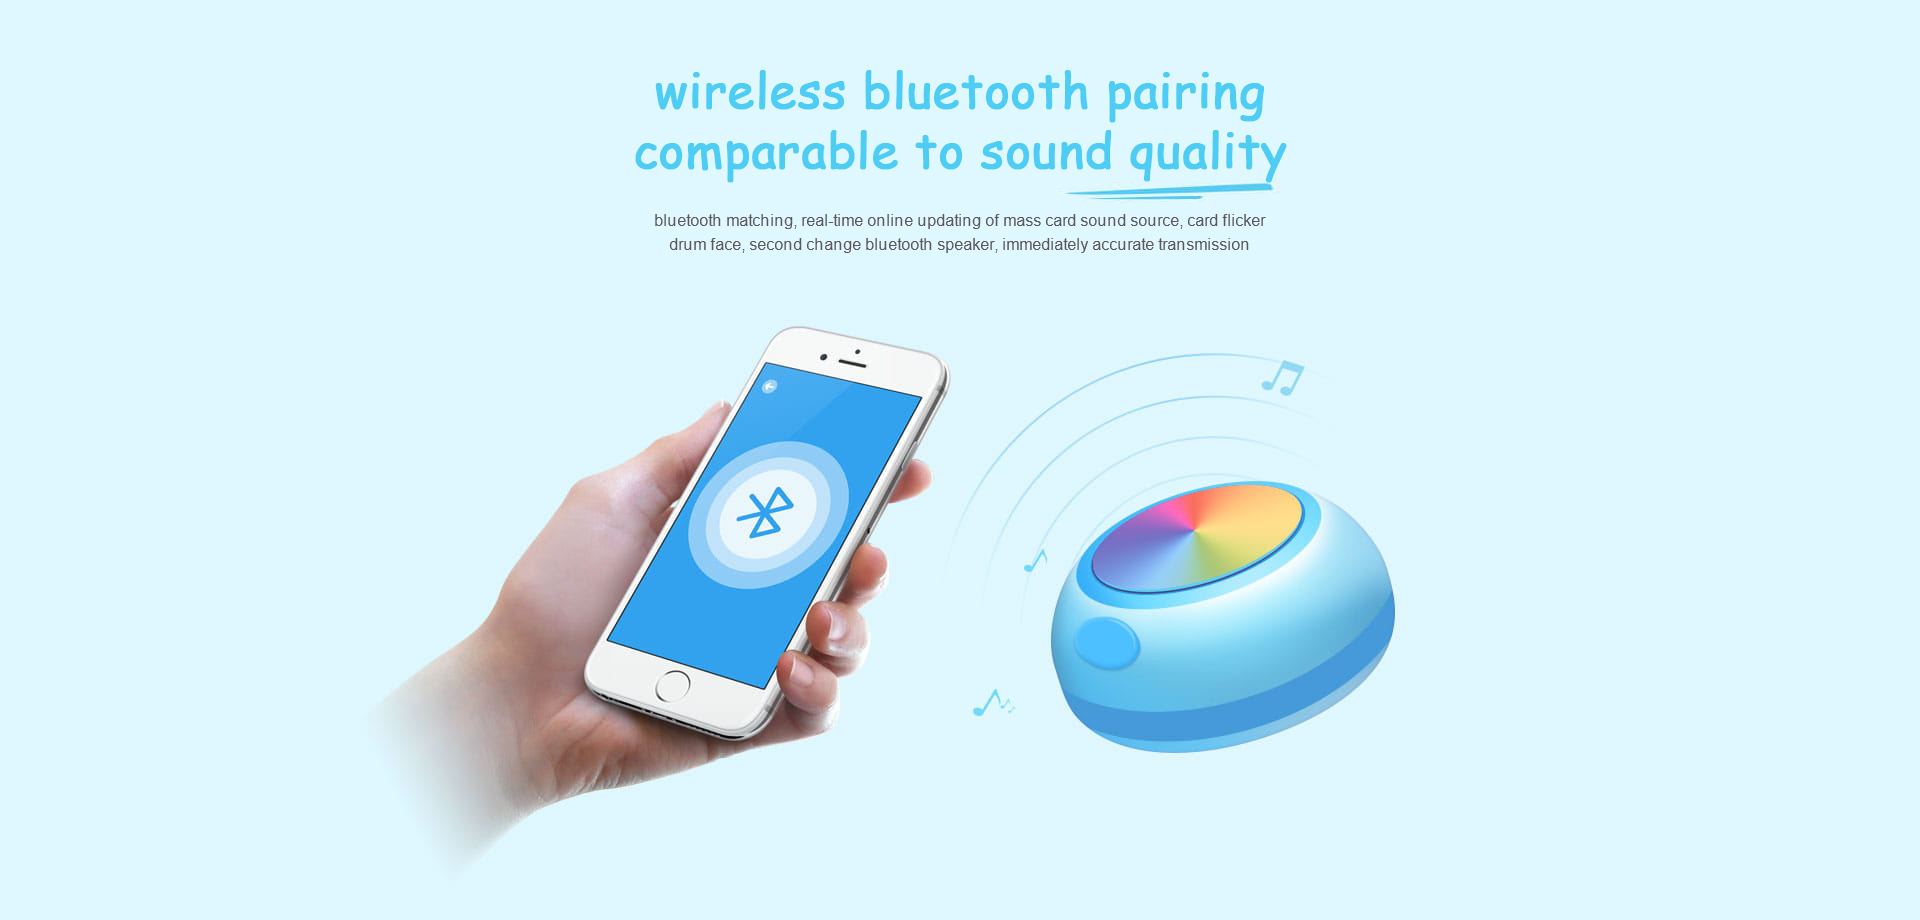 wireless bluetooth pairing
comparable to sound quality
bluetooth matching, real-time online updating of mass card sound source, card flicker
drum face, second change bluetooth speaker, immediately accurate transmission